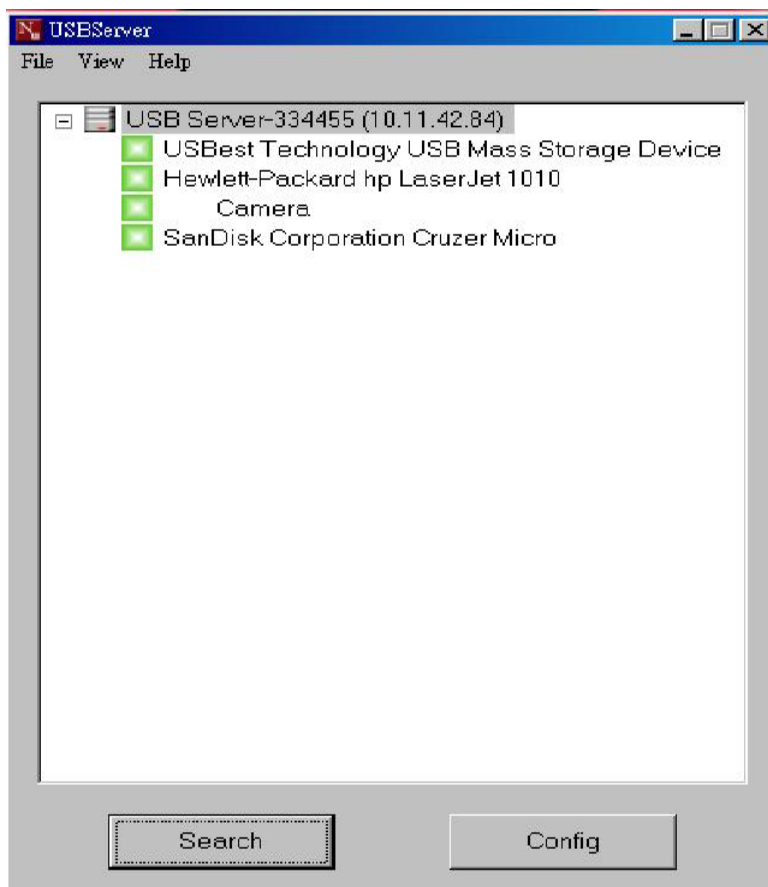 USBServer
File View Help
USB Server-334455 (10.11.42.84)
USBest Technology USB Mass Storage Device
Hewlett-Packard hp LaserJet 1010
Camera
SanDisk Corporation Cruzer Micro
Search Config